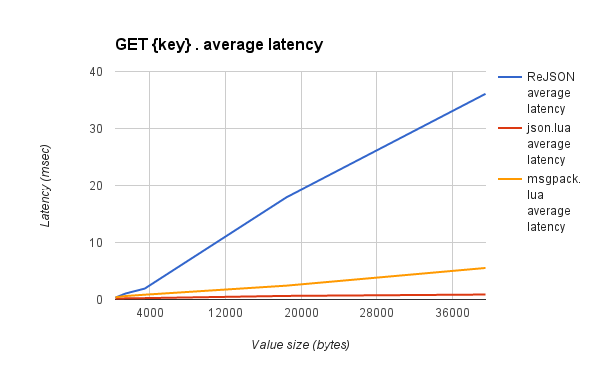 GET {key} . average latency
40
30
20
10
0
Latency (msec)
4000 12000 20000 28000 36000
Value size (bytes)
ReJSON
average
latency
json.lua
average
latency
msgpack.
lua
average
latency